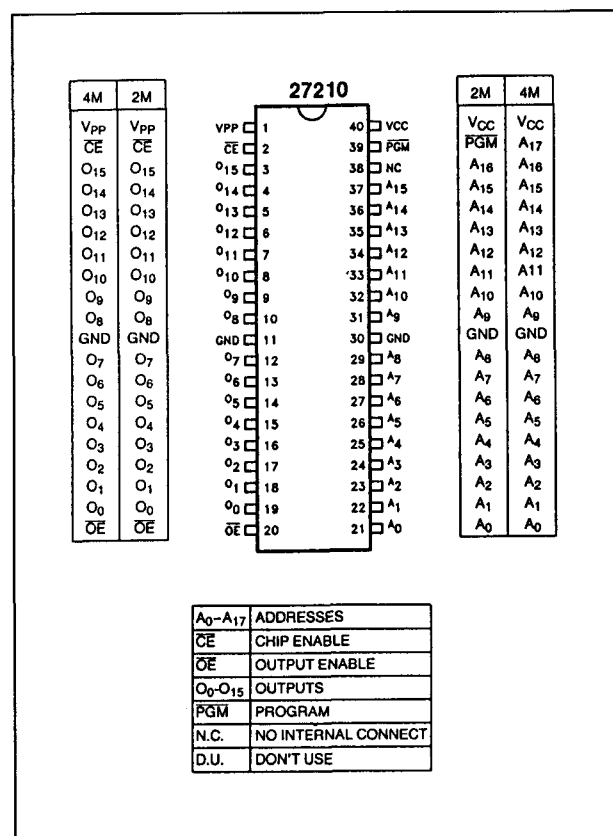 27210
4M 2M
VPP VPP
CE CE
O15 O15
O14 O14
O13 O13
O12 O12
O11 O11
O10 O10
O9 O9
O8 O8
GND GND
O7 O7
O6 O6
O5 O5
O4 O4
O3 O3
O2 O2
O1 O1
O0 O0
OE OE
VPP 1 40 VCC
CE 2 39 PGM
O15 3 38 NC
O14 4 37 A15
O13 5 36 A14
O12 6 35 A13
O11 7 34 A12
O10 8 33 A11
O9 9 32 A10
O8 10 31 A9
GND 11 30 GND
O7 12 29 A8
O6 13 28 A7
O5 14 27 A6
O4 15 26 A5
O3 16 25 A4
O2 17 24 A3
O1 18 23 A2
O0 19 22 A1
OE 20 21 A0
2M 4M
VCC VCC
PGM A17
A16 A16
A15 A15
A14 A14
A13 A13
A12 A12
A11 A11
A10 A10
A9 A9
GND GND
A8 A8
A7 A7
A6 A6
A5 A5
A4 A4
A3 A3
A2 A2
A1 A1
A0 A0
A0–A17 ADDRESSES
CE CHIP ENABLE
OE OUTPUT ENABLE
O0-O15 OUTPUTS
PGM PROGRAM
N.C. NO INTERNAL CONNECT
D.U. DON'T USE